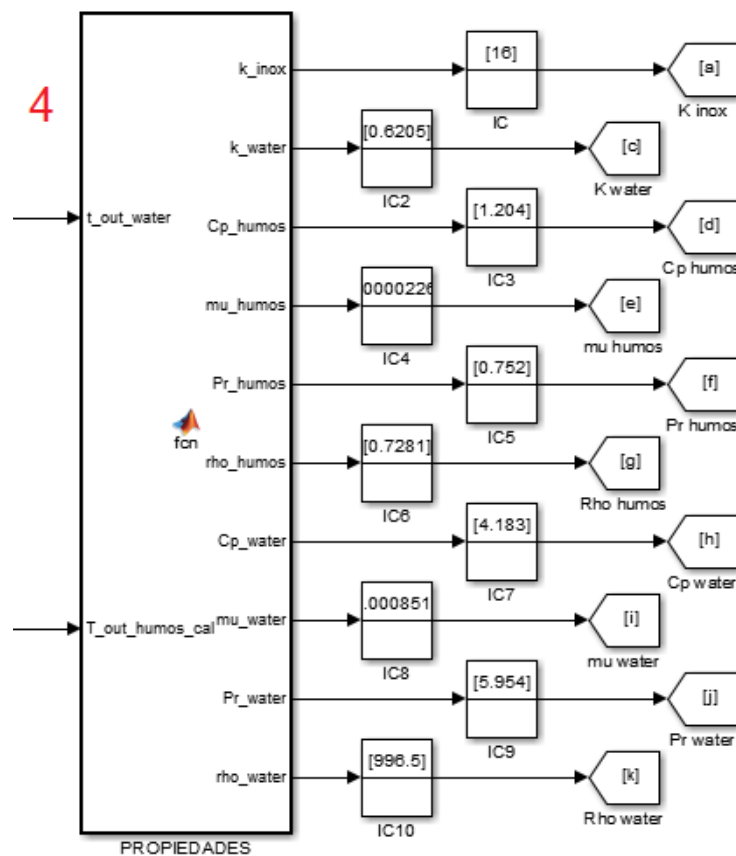 4
t_out_water
T_out_humos_cal
fcn
PROPIEDADES
k_inox
[16]
IC
[a]
K inox
k_water
[0.6205]
IC2
[c]
K water
Cp_humos
[1.204]
IC3
[d]
Cp humos
mu_humos
0000226
IC4
[e]
mu humos
Pr_humos
[0.752]
IC5
[f]
Pr humos
rho_humos
[0.7281]
IC6
[g]
Rho humos
Cp_water
[4.183]
IC7
[h]
Cp water
mu_water
.000851
IC8
[i]
mu water
Pr_water
[5.954]
IC9
[j]
Pr water
rho_water
[996.5]
IC10
[k]
Rho water